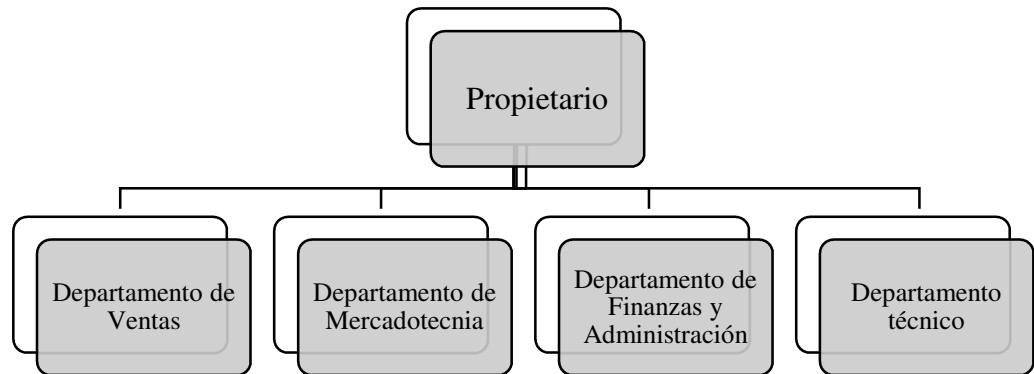 Propietario
Departamento de
Ventas
Departamento de
Mercadotecnia
Departamento de
Finanzas y
Administración
Departamento
técnico